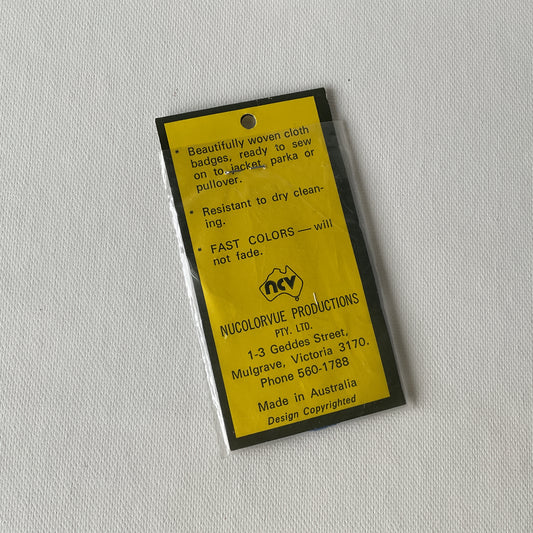 • Beautifully woven cloth
badges, ready to sew
on to jacket, parka or
pullover.
• Resistant to dry clean-
ing.
• FAST COLORS — will
not fade.
ncv
NUCOLORVUE PRODUCTIONS
PTY. LTD.
1-3 Geddes Street,
Mulgrave, Victoria 3170.
Phone 560-1788
Made in Australia
Design Copyrighted